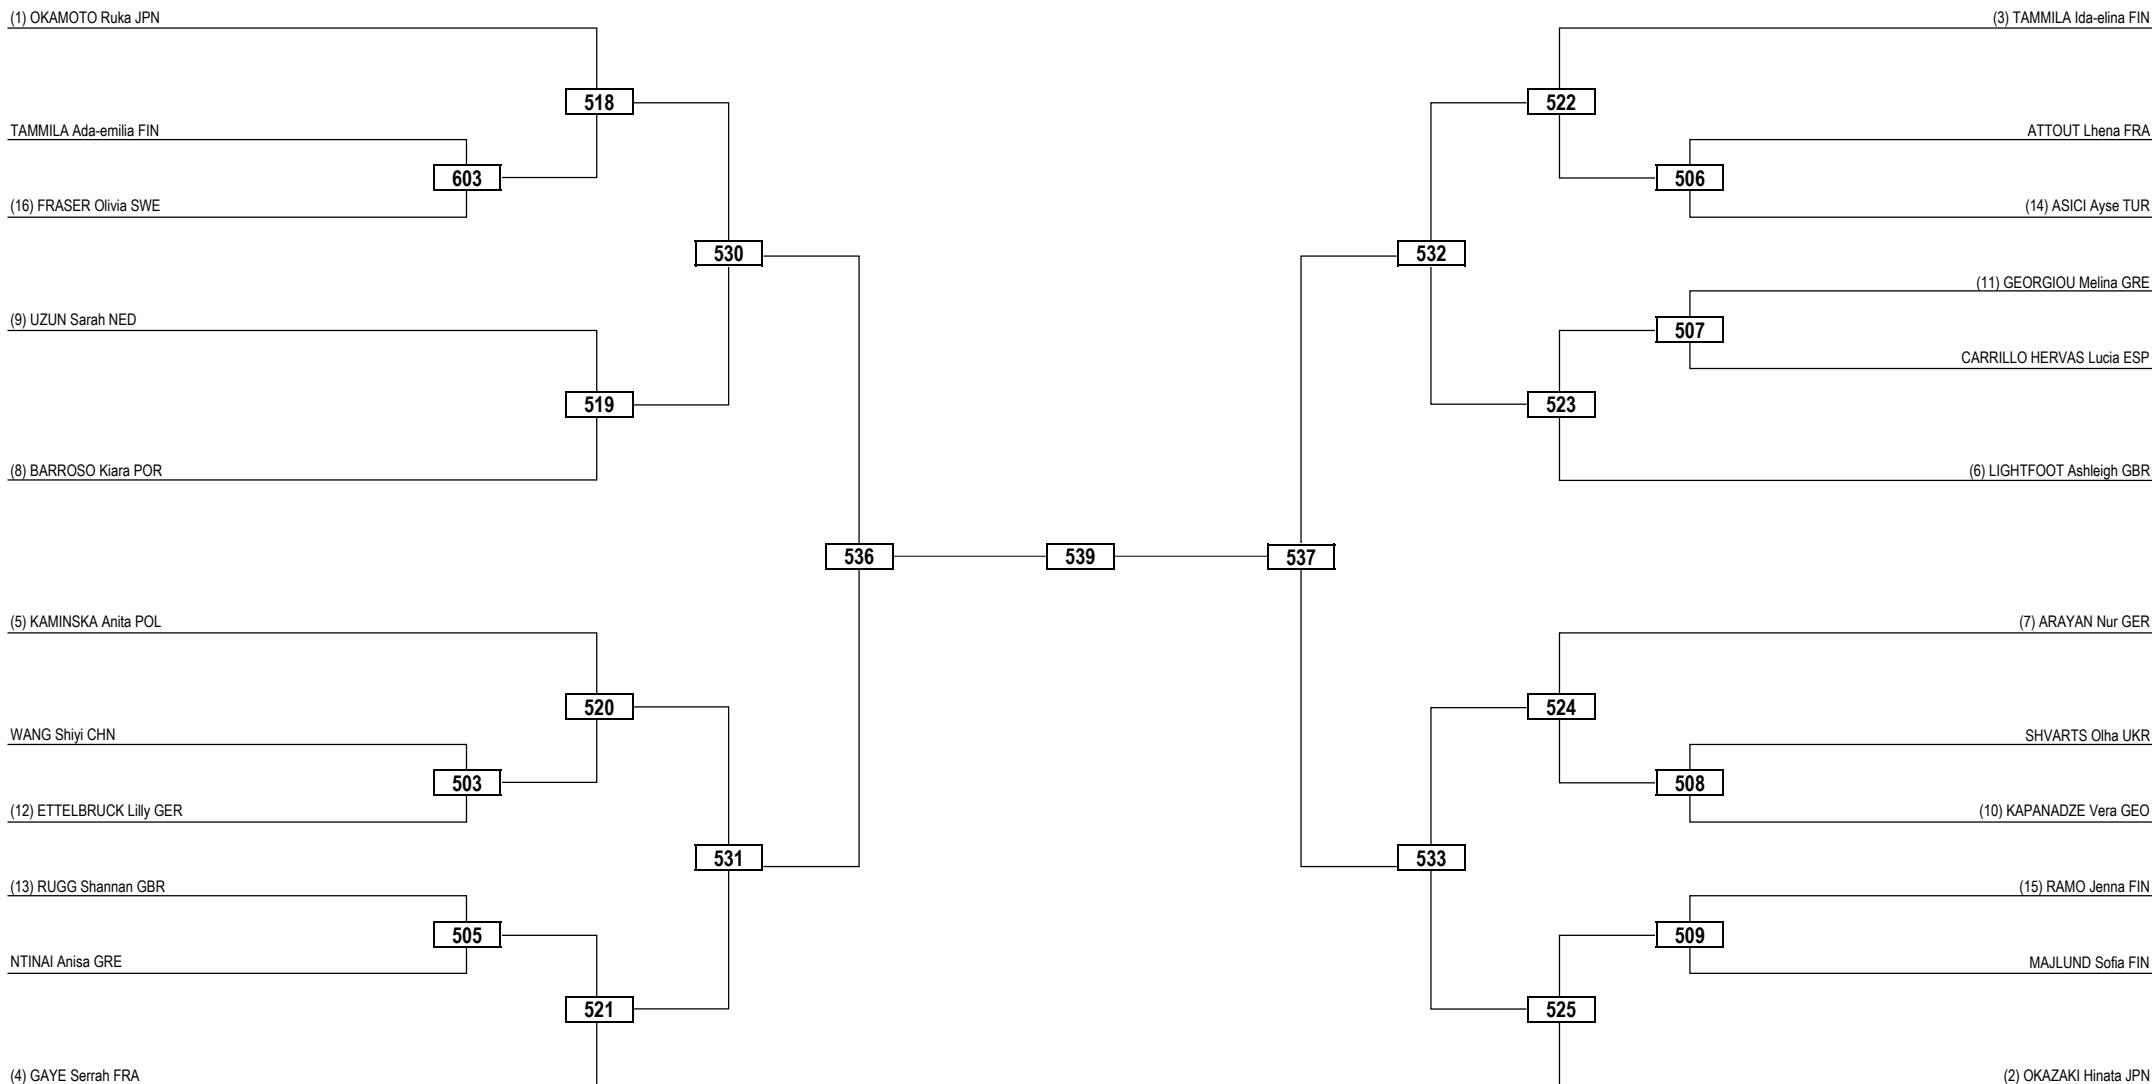 (1) OKAMOTO Ruka JPN
(3) TAMMILA Ida-elina FIN
518
522
TAMMILA Ada-emilia FIN
ATTOUT Lhena FRA
603
506
(16) FRASER Olivia SWE
(14) ASICI Ayse TUR
530
532
(11) GEORGIOU Melina GRE
(9) UZUN Sarah NED
507
CARRILLO HERVAS Lucia ESP
519
523
(8) BARROSO Kiara POR
(6) LIGHTFOOT Ashleigh GBR
536
539
537
(5) KAMINSKA Anita POL
(7) ARAYAN Nur GER
520
524
WANG Shiyi CHN
SHVARTS Olha UKR
503
508
(12) ETTELBRUCK Lilly GER
(10) KAPANADZE Vera GEO
531
533
(13) RUGG Shannan GBR
(15) RAMO Jenna FIN
505
509
NTINAI Anisa GRE
MAJLUND Sofia FIN
521
525
(4) GAYE Serrah FRA
(2) OKAZAKI Hinata JPN